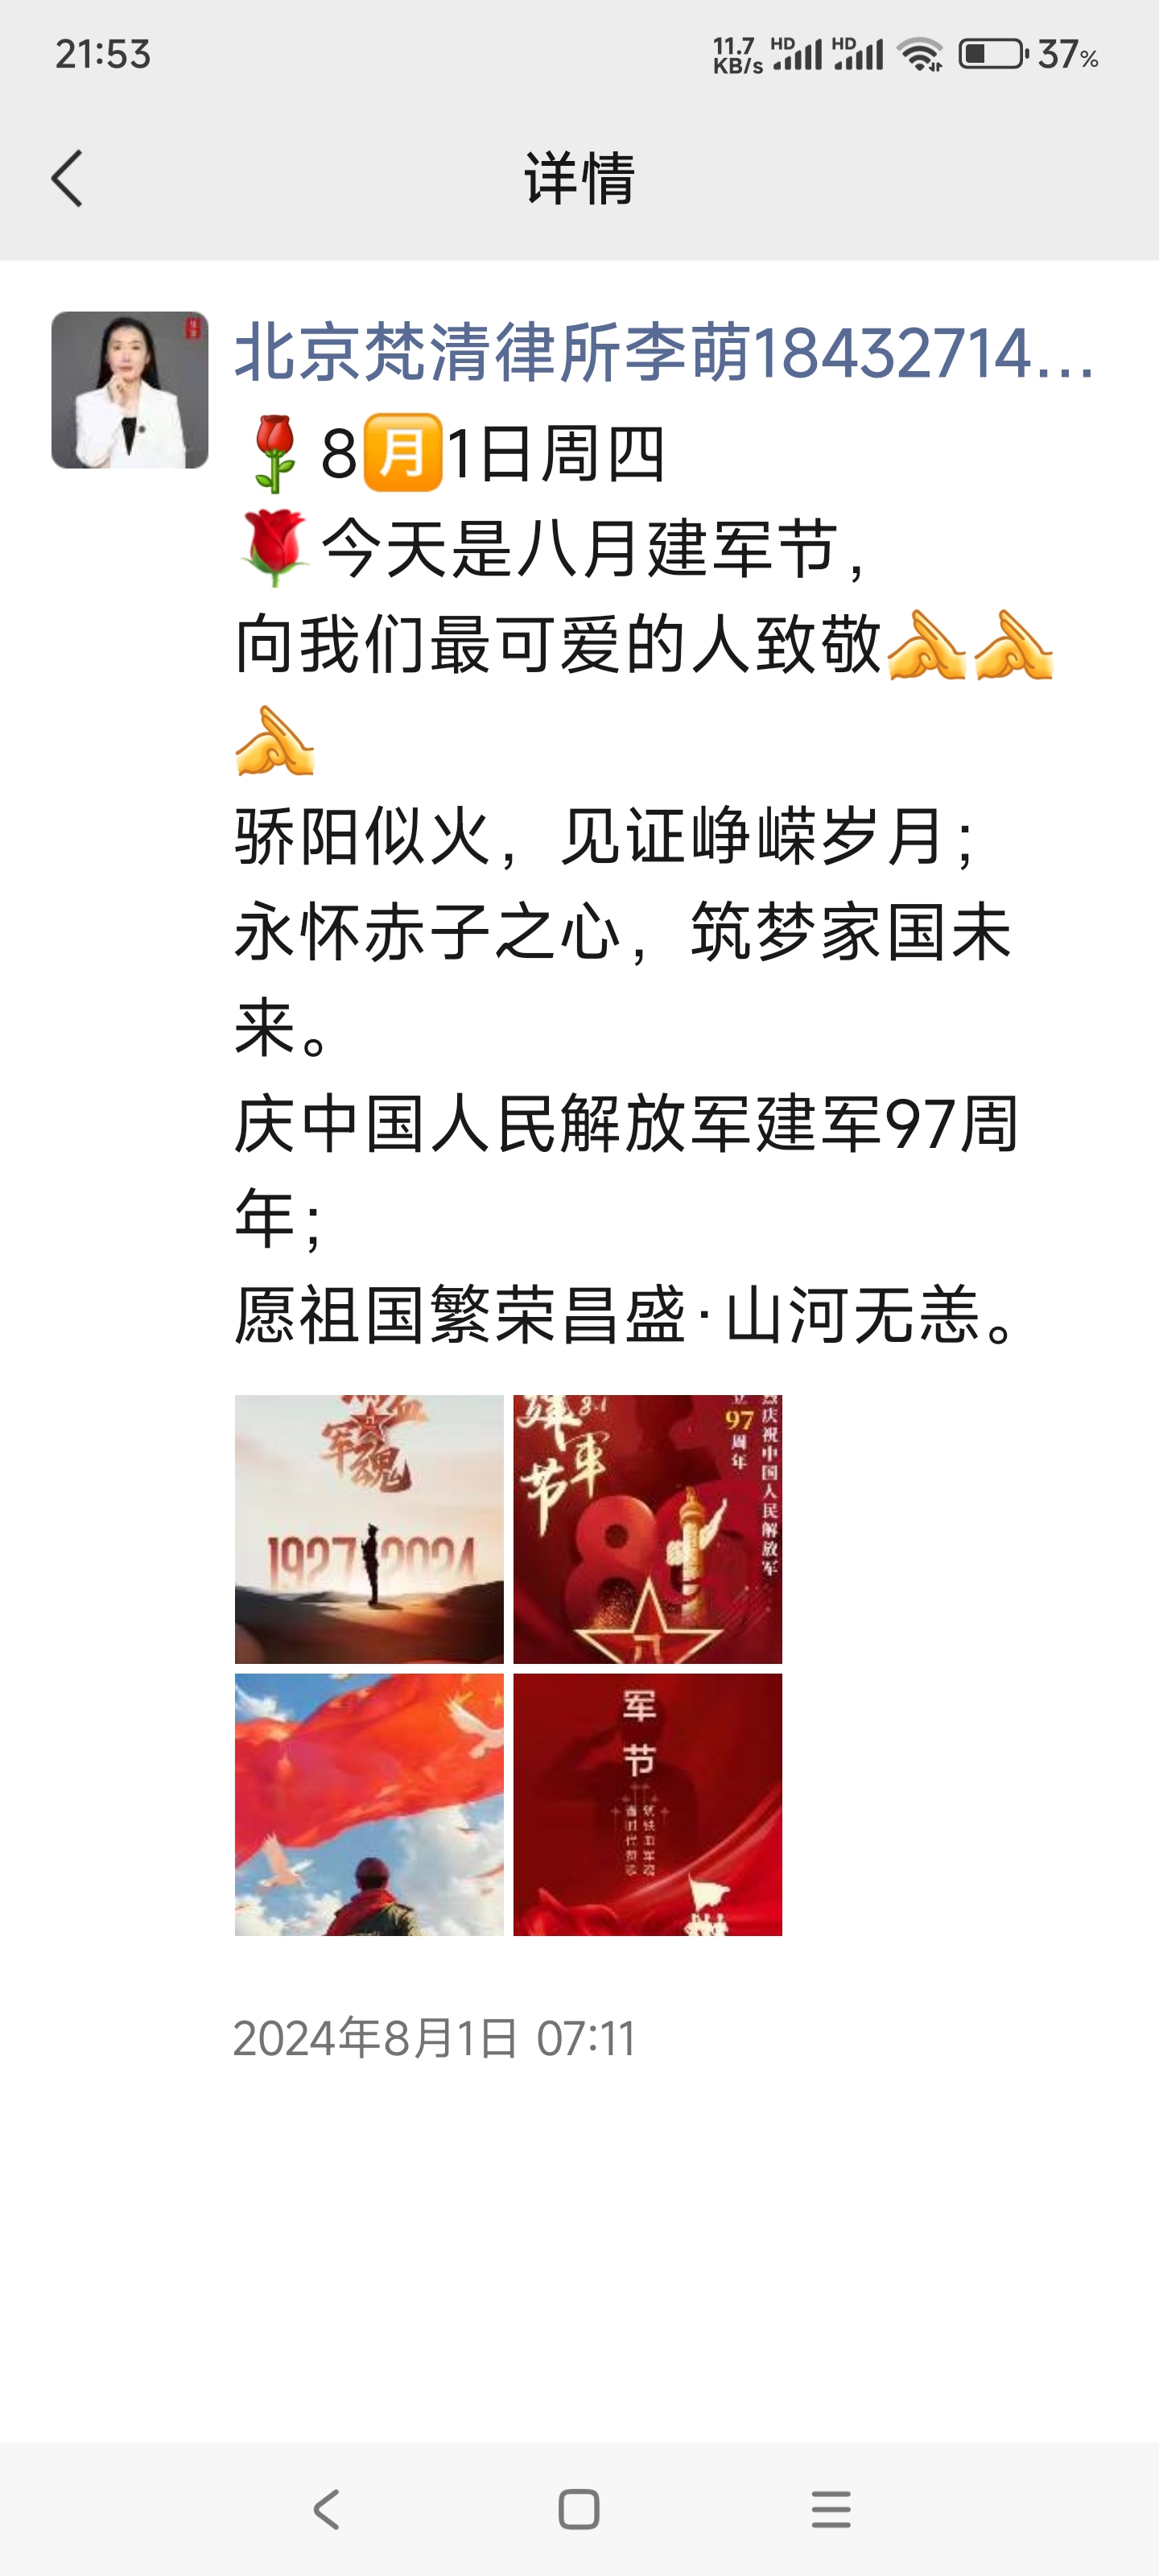 21:53
11.7 KB/s HD HD 37%
详情
北京梵清律所李萌18432714...
🌹8🈷️1日周四
🌹今天是八月建军节，
向我们最可爱的人致敬🫴🫴
🫴
骄阳似火，见证峥嵘岁月；
永怀赤子之心，筑梦家国未
来。
庆中国人民解放军建军97周
年；
愿祖国繁荣昌盛·山河无恙。
军魂
1927 2024
建军节
8.1
97周年
庆祝中国人民解放军
八
军节
2024年8月1日 07:11